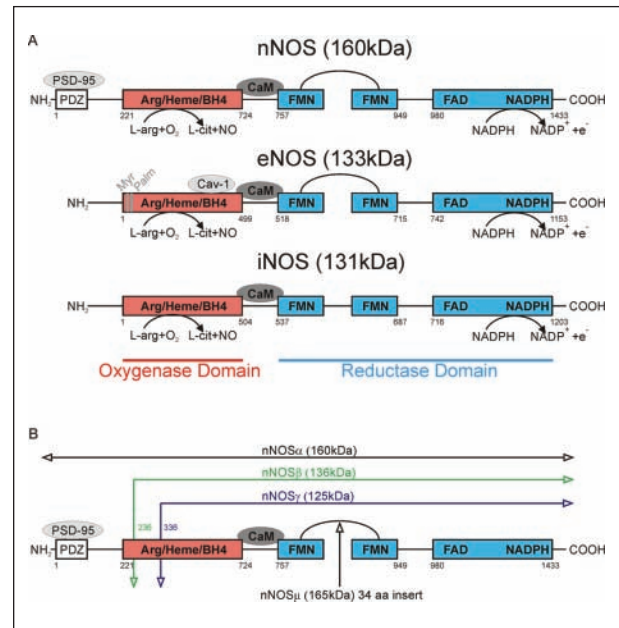 A
nNOS (160kDa)
PSD-95
CaM
NH2 PDZ Arg/Heme/BH4 FMN FMN FAD NADPH COOH
1 221 724 757 949 980 1433
L-arg+O2 L-cit+NO NADPH NADP+ +e-
eNOS (133kDa)
Myr
Palm
Cav-1 CaM
NH2 Arg/Heme/BH4 FMN FMN FAD NADPH COOH
1 499 518 715 742 1153
L-arg+O2 L-cit+NO NADPH NADP+ +e-
iNOS (131kDa)
CaM
NH2 Arg/Heme/BH4 FMN FMN FAD NADPH COOH
1 504 537 687 716 1203
L-arg+O2 L-cit+NO NADPH NADP+ +e-
Oxygenase Domain Reductase Domain
B
nNOSα (160kDa)
nNOSβ (136kDa)
nNOSγ (125kDa)
PSD-95 236 336
CaM
NH2 PDZ Arg/Heme/BH4 FMN FMN FAD NADPH COOH
1 221 724 757 949 980 1433
nNOSμ (165kDa) 34 aa insert